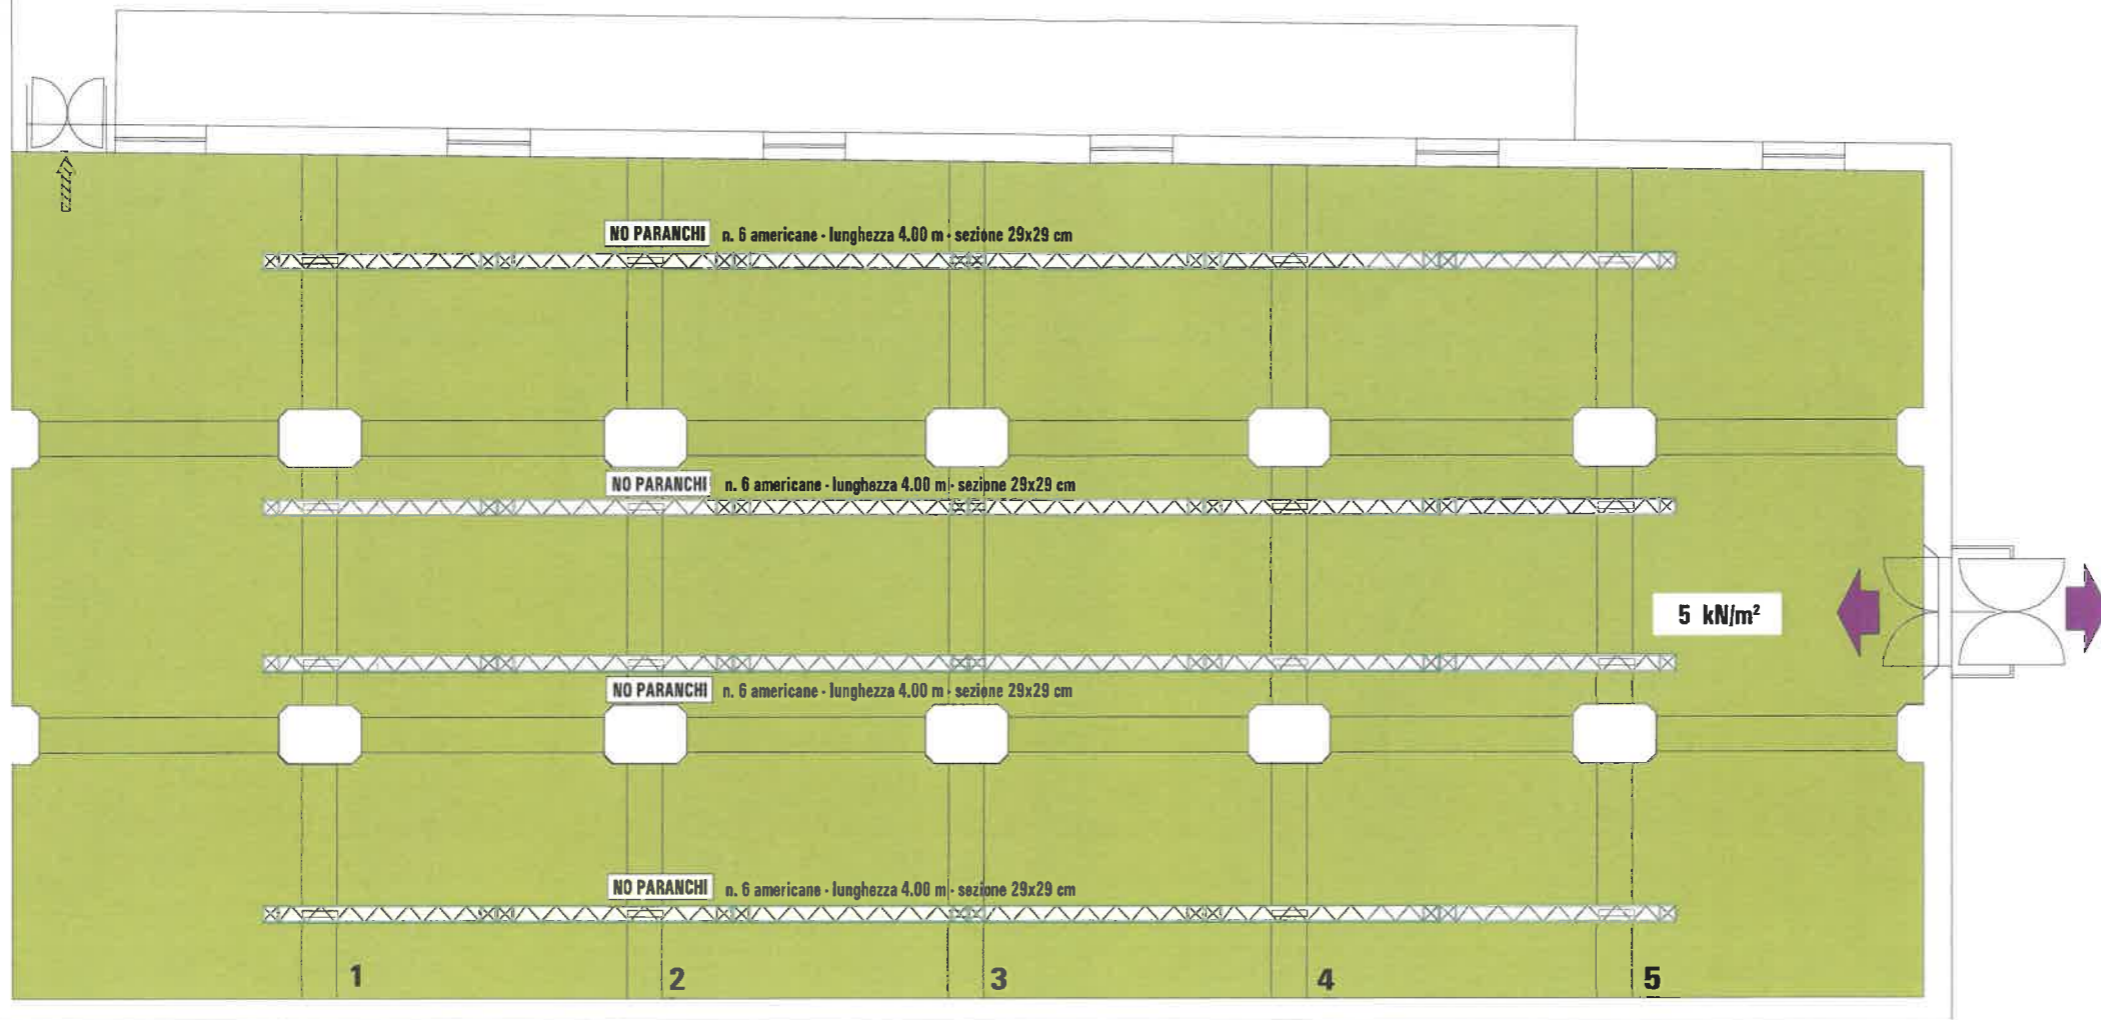 NO PARANCHI n. 6 americane - lunghezza 4.00 m - sezione 29x29 cm
NO PARANCHI n. 6 americane - lunghezza 4.00 m - sezione 29x29 cm
5 kN/m²
NO PARANCHI n. 6 americane - lunghezza 4.00 m - sezione 29x29 cm
NO PARANCHI n. 6 americane - lunghezza 4.00 m - sezione 29x29 cm
1 2 3 4 5